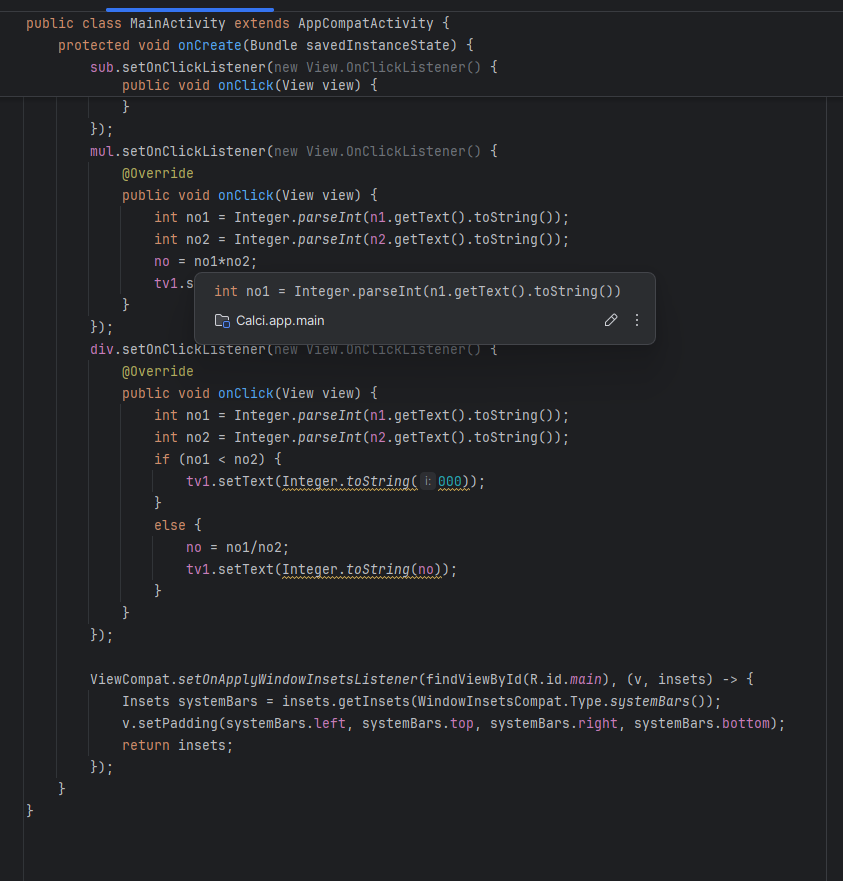 public class MainActivity extends AppCompatActivity {
protected void onCreate(Bundle savedInstanceState) {
sub.setOnClickListener(new View.OnClickListener() {
public void onClick(View view) {
}
});
mul.setOnClickListener(new View.OnClickListener() {
@Override
public void onClick(View view) {
int no1 = Integer.parseInt(n1.getText().toString());
int no2 = Integer.parseInt(n2.getText().toString());
no = no1*no2;
tv1.s
int no1 = Integer.parseInt(n1.getText().toString())
Calci.app.main
}
});
div.setOnClickListener(new View.OnClickListener() {
@Override
public void onClick(View view) {
int no1 = Integer.parseInt(n1.getText().toString());
int no2 = Integer.parseInt(n2.getText().toString());
if (no1 < no2) {
tv1.setText(Integer.toString( i: 000));
}
else {
no = no1/no2;
tv1.setText(Integer.toString(no));
}
}
});
ViewCompat.setOnApplyWindowInsetsListener(findViewById(R.id.main), (v, insets) -> {
Insets systemBars = insets.getInsets(WindowInsetsCompat.Type.systemBars());
v.setPadding(systemBars.left, systemBars.top, systemBars.right, systemBars.bottom);
return insets;
});
}
}